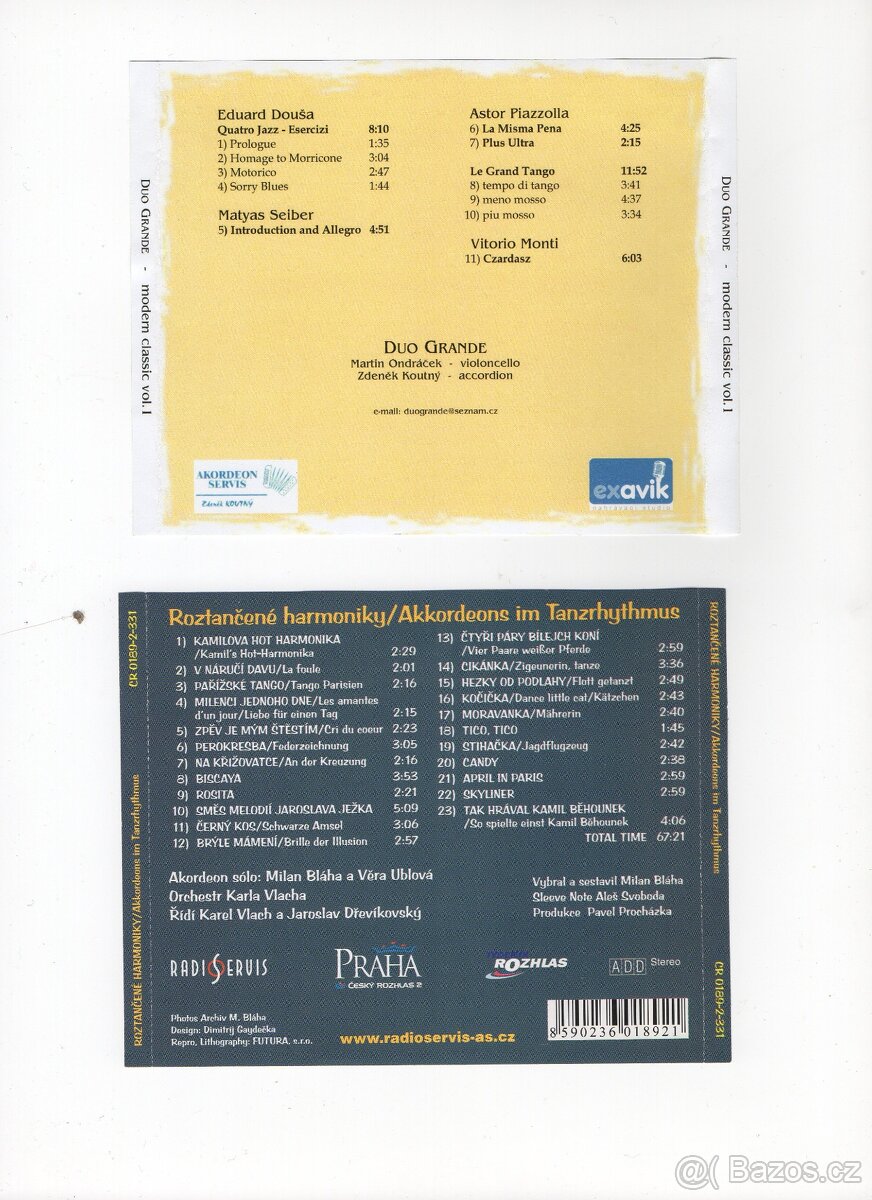 DUO GRANDE - modern classic vol.1
Eduard Douša
Quatro Jazz - Esercizi 8:10
1) Prologue 1:35
2) Homage to Morricone 3:04
3) Motorico 2:47
4) Sorry Blues 1:44
Matyas Seiber
5) Introduction and Allegro 4:51
Astor Piazzolla
6) La Misma Pena 4:25
7) Plus Ultra 2:15
Le Grand Tango 11:52
8) tempo di tango 3:41
9) meno mosso 4:37
10) piu mosso 3:34
Vitorio Monti
11) Czardasz 6:03
DUO GRANDE
Martin Ondráček - violoncello
Zdeněk Koutný - accordion
e-mail: duogrande@seznam.cz
AKORDEON
SERVIS
Zdeněk KOUTNÝ
exavik
nahrávací studio
DUO GRANDE - modern classic vol.1
CR 0189-2-331
ROZTANČENÉ HARMONIKY/Akkordeons im Tanzrhythmus
Roztančené harmoniky/Akkordeons im Tanzrhythmus
1) KAMILOVA HOT HARMONIKA
/Kamil's Hot-Harmonika 2:29
2) V NÁRUČÍ DAVU/La foule 2:01
3) PAŘÍŽSKÉ TANGO/Tango Parisien 2:16
4) MILENCI JEDNOHO DNE/Les amantes
d'un jour/Liebe für einen Tag 2:15
5) ZPĚV JE MÝM ŠTĚSTÍM/Cri du coeur 2:23
6) PEROKRESBA/Federzeichnung 3:05
7) NA KŘIŽOVATCE/An der Kreuzung 2:16
8) BISCAYA 3:53
9) ROSITA 2:21
10) SMĚS MELODIÍ JAROSLAVA JEŽKA 5:09
11) ČERNÝ KOS/Schwarze Amsel 3:06
12) BRÝLE MÁMENÍ/Brille der Illusion 2:57
13) ČTYŘI PÁRY BÍLEJCH KONÍ
/Vier Paare weißer Pferde 2:59
14) CIKÁNKA/Zigeunerin, tanze 3:36
15) HEZKY OD PODLAHY/Flott getanzt 2:49
16) KOČIČKA/Dance little cat/Kätzchen 2:43
17) MORAVANKA/Mährerin 2:40
18) TICO, TICO 1:45
19) STIHAČKA/Jagdflugzeug 2:42
20) CANDY 2:38
21) APRIL IN PARIS 2:59
22) SKYLINER 2:59
23) TAK HRÁVAL KAMIL BĚHOUNEK
/So spielte einst Kamil Běhounek 4:06
TOTAL TIME 67:21
Akordeon sólo: Milan Bláha a Věra Ublová
Orchestr Karla Vlacha
Řídí Karel Vlach a Jaroslav Dřevíkovský
Vybral a sestavil Milan Bláha
Sleeve Note Aleš Svoboda
Produkce Pavel Procházka
RADIOSERVIS
PRAHA
ČESKÝ ROZHLAS 2
ROZHLAS
ADD Stereo
Photos Archiv M. Bláha
Design: Dimitrij Gaydečka
Repro, Lithography: FUTURA, s.r.o.
www.radioservis-as.cz
8 590236 018921
ROZTANČENÉ HARMONIKY/Akkordeons im Tanzrhythmus
CR 0189-2-331
@( Bazos.cz